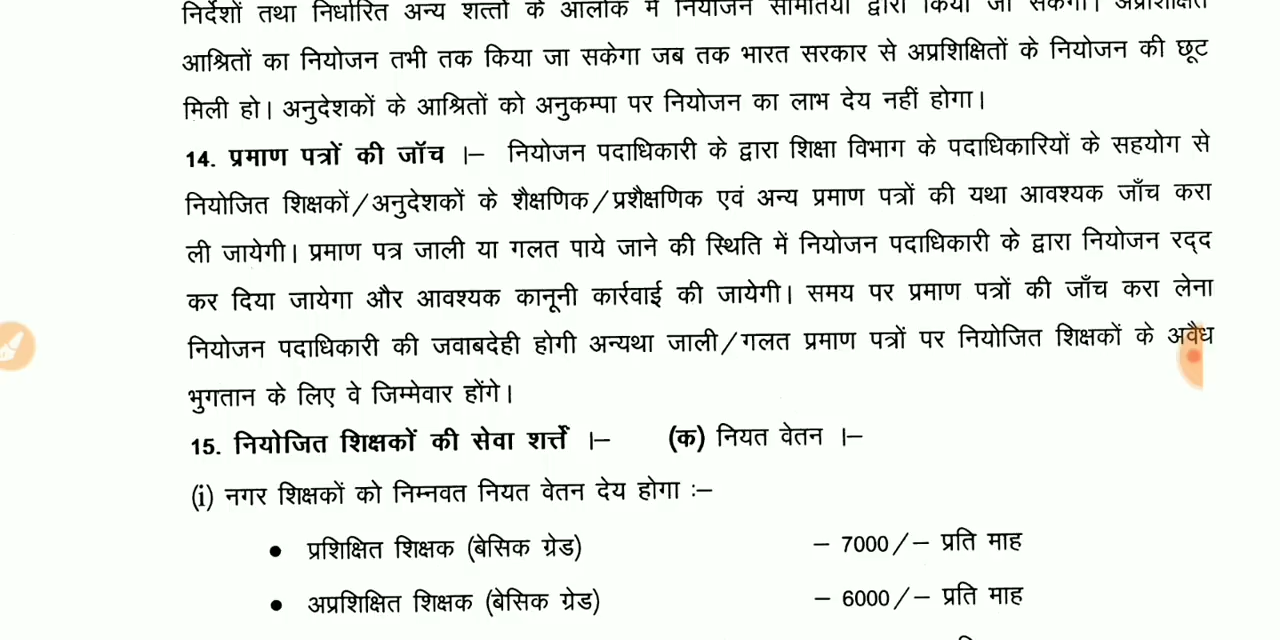 निर्देशों तथा निर्धारित अन्य शर्त्तों के आलोक में नियोजन समितियों द्वारा किया जा सकेगा। अप्रशिक्षित
आश्रितों का नियोजन तभी तक किया जा सकेगा जब तक भारत सरकार से अप्रशिक्षितों के नियोजन की छूट
मिली हो। अनुदेशकों के आश्रितों को अनुकम्पा पर नियोजन का लाभ देय नहीं होगा।
14. प्रमाण पत्रों की जॉच ।– नियोजन पदाधिकारी के द्वारा शिक्षा विभाग के पदाधिकारियों के सहयोग से
नियोजित शिक्षकों/अनुदेशकों के शैक्षणिक/प्रशैक्षणिक एवं अन्य प्रमाण पत्रों की यथा आवश्यक जाँच करा
ली जायेगी। प्रमाण पत्र जाली या गलत पाये जाने की स्थिति में नियोजन पदाधिकारी के द्वारा नियोजन रद्द
कर दिया जायेगा और आवश्यक कानूनी कार्रवाई की जायेगी। समय पर प्रमाण पत्रों की जाँच करा लेना
नियोजन पदाधिकारी की जवाबदेही होगी अन्यथा जाली/गलत प्रमाण पत्रों पर नियोजित शिक्षकों के अवैध
भुगतान के लिए वे जिम्मेवार होंगे।
15. नियोजित शिक्षकों की सेवा शर्त्तें ।– (क) नियत वेतन ।–
(i) नगर शिक्षकों को निम्नवत नियत वेतन देय होगा :–
• प्रशिक्षित शिक्षक (बेसिक ग्रेड) – 7000/– प्रति माह
• अप्रशिक्षित शिक्षक (बेसिक ग्रेड) – 6000/– प्रति माह